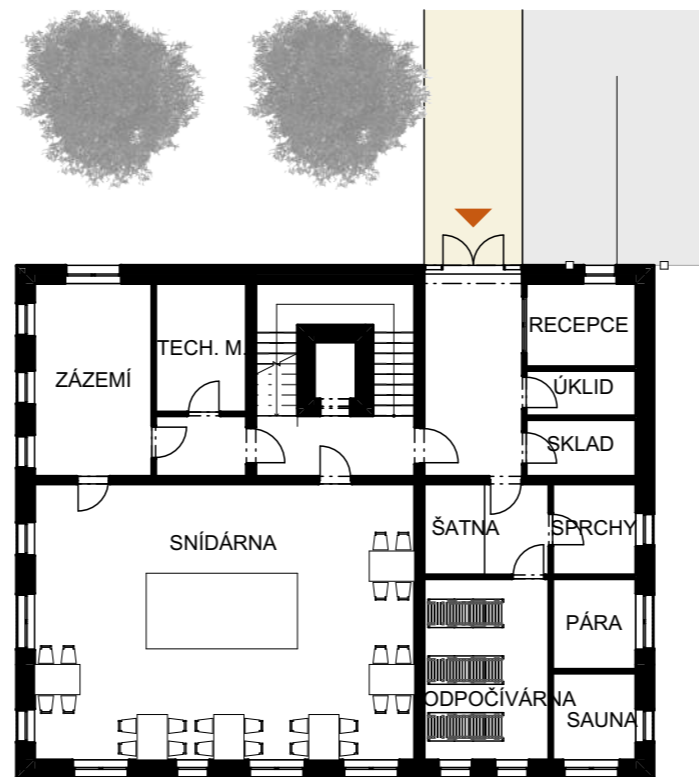 RECEPCE
TECH. M.
ZÁZEMÍ
ÚKLID
SKLAD
ŠATNA
SPRCHY
SNÍDÁRNA
PÁRA
ODPOČÍVÁRNA
SAUNA